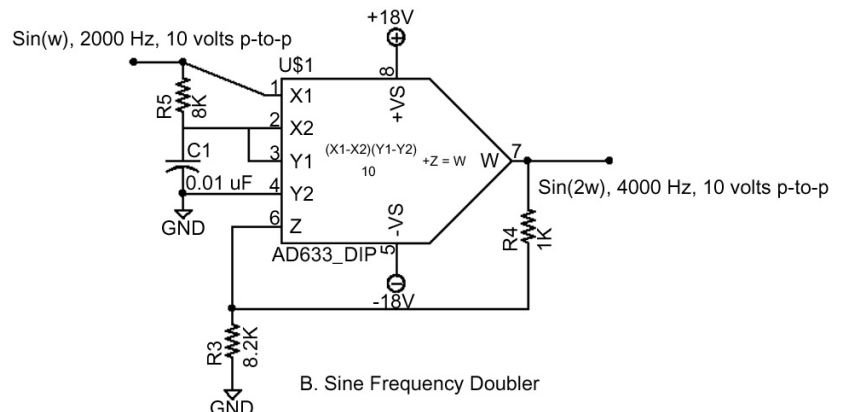 +18V
Sin(w), 2000 Hz, 10 volts p-to-p
U$1
8
+VS
1
X1
R5
8K
2
X2
3
Y1
(X1-X2)(Y1-Y2)
10
+Z = W
W
7
C1
0.01 uF
4
Y2
Sin(2w), 4000 Hz, 10 volts p-to-p
GND
6
Z
-VS
5
AD633_DIP
R4
1K
-18V
R3
8.2K
B. Sine Frequency Doubler
GND